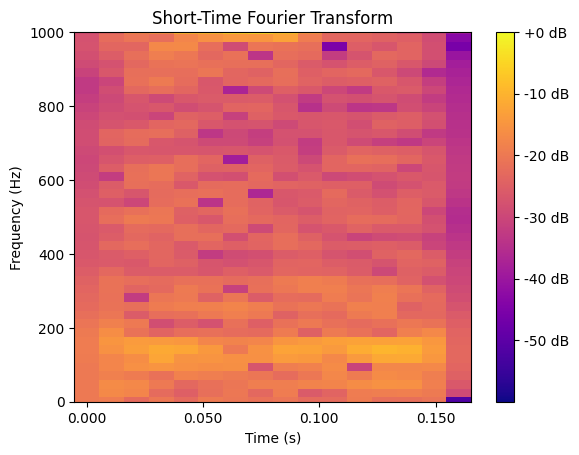 Short-Time Fourier Transform
1000
800
600
400
200
0
Frequency (Hz)
0.000
0.050
0.100
0.150
Time (s)
+0 dB
-10 dB
-20 dB
-30 dB
-40 dB
-50 dB